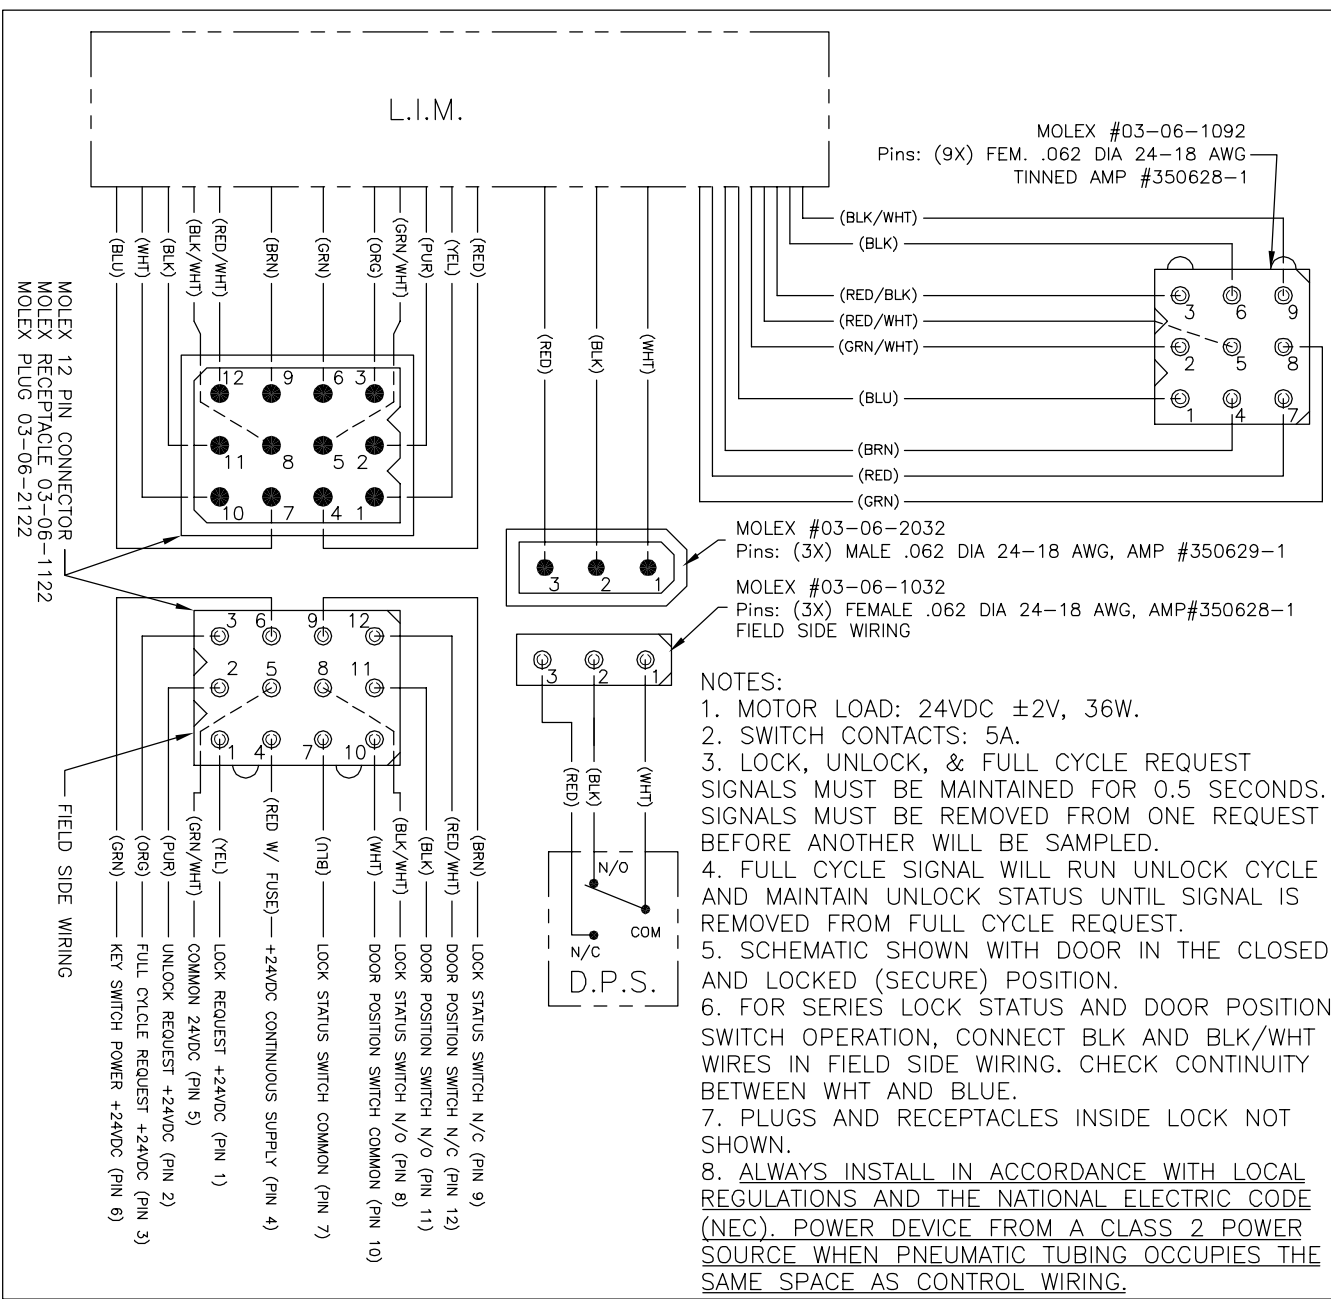 L.I.M.
MOLEX #03-06-1092
Pins: (9X) FEM. .062 DIA 24-18 AWG
TINNED AMP #350628-1
(BLU)
(WHT)
(BLK)
(BLK/WHT)
(RED/WHT)
(BRN)
(GRN)
(ORG)
(GRN/WHT)
(PUR)
(YEL)
(RED)
(RED)
(BLK)
(WHT)
(BLK/WHT)
(BLK)
(RED/BLK)
(RED/WHT)
(GRN/WHT)
(BLU)
(BRN)
(RED)
(GRN)
3 6 9
2 5 8
1 4 7
12 9 6 3
11 8 5 2
10 7 4 1
MOLEX 12 PIN CONNECTOR
MOLEX RECEPTACLE 03-06-1122
MOLEX PLUG 03-06-2122
3 2 1
MOLEX #03-06-2032
Pins: (3X) MALE .062 DIA 24-18 AWG, AMP #350629-1
MOLEX #03-06-1032
Pins: (3X) FEMALE .062 DIA 24-18 AWG, AMP#350628-1
FIELD SIDE WIRING
3 2 1
3 6 9 12
2 5 8 11
1 4 7 10
FIELD SIDE WIRING
(GRN) KEY SWITCH POWER +24VDC (PIN 6)
(ORG) FULL CYLCLE REQUEST +24VDC (PIN 3)
(PUR) UNLOCK REQUEST +24VDC (PIN 2)
(GRN/WHT) COMMON 24VDC (PIN 5)
(YEL) LOCK REQUEST +24VDC (PIN 1)
(RED W/ FUSE) +24VDC CONTINUOUS SUPPLY (PIN 4)
(BLU) LOCK STATUS SWITCH COMMON (PIN 7)
(WHT) DOOR POSITION SWITCH COMMON (PIN 10)
(BLK/WHT) LOCK STATUS SWITCH N/O (PIN 8)
(BLK) DOOR POSITION SWITCH N/O (PIN 11)
(RED/WHT) DOOR POSITION SWITCH N/C (PIN 12)
(BRN) LOCK STATUS SWITCH N/C (PIN 9)
(RED)
(BLK)
(WHT)
N/O
COM
N/C
D.P.S.
NOTES:
1. MOTOR LOAD: 24VDC ±2V, 36W.
2. SWITCH CONTACTS: 5A.
3. LOCK, UNLOCK, & FULL CYCLE REQUEST
SIGNALS MUST BE MAINTAINED FOR 0.5 SECONDS.
SIGNALS MUST BE REMOVED FROM ONE REQUEST
BEFORE ANOTHER WILL BE SAMPLED.
4. FULL CYCLE SIGNAL WILL RUN UNLOCK CYCLE
AND MAINTAIN UNLOCK STATUS UNTIL SIGNAL IS
REMOVED FROM FULL CYCLE REQUEST.
5. SCHEMATIC SHOWN WITH DOOR IN THE CLOSED
AND LOCKED (SECURE) POSITION.
6. FOR SERIES LOCK STATUS AND DOOR POSITION
SWITCH OPERATION, CONNECT BLK AND BLK/WHT
WIRES IN FIELD SIDE WIRING. CHECK CONTINUITY
BETWEEN WHT AND BLUE.
7. PLUGS AND RECEPTACLES INSIDE LOCK NOT
SHOWN.
8. ALWAYS INSTALL IN ACCORDANCE WITH LOCAL
REGULATIONS AND THE NATIONAL ELECTRIC CODE
(NEC). POWER DEVICE FROM A CLASS 2 POWER
SOURCE WHEN PNEUMATIC TUBING OCCUPIES THE
SAME SPACE AS CONTROL WIRING.